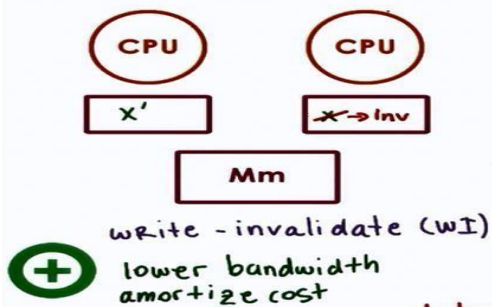 CPU CPU
X' X→inv
Mm
write-invalidate (WI)
+ lower bandwidth
amortize cost